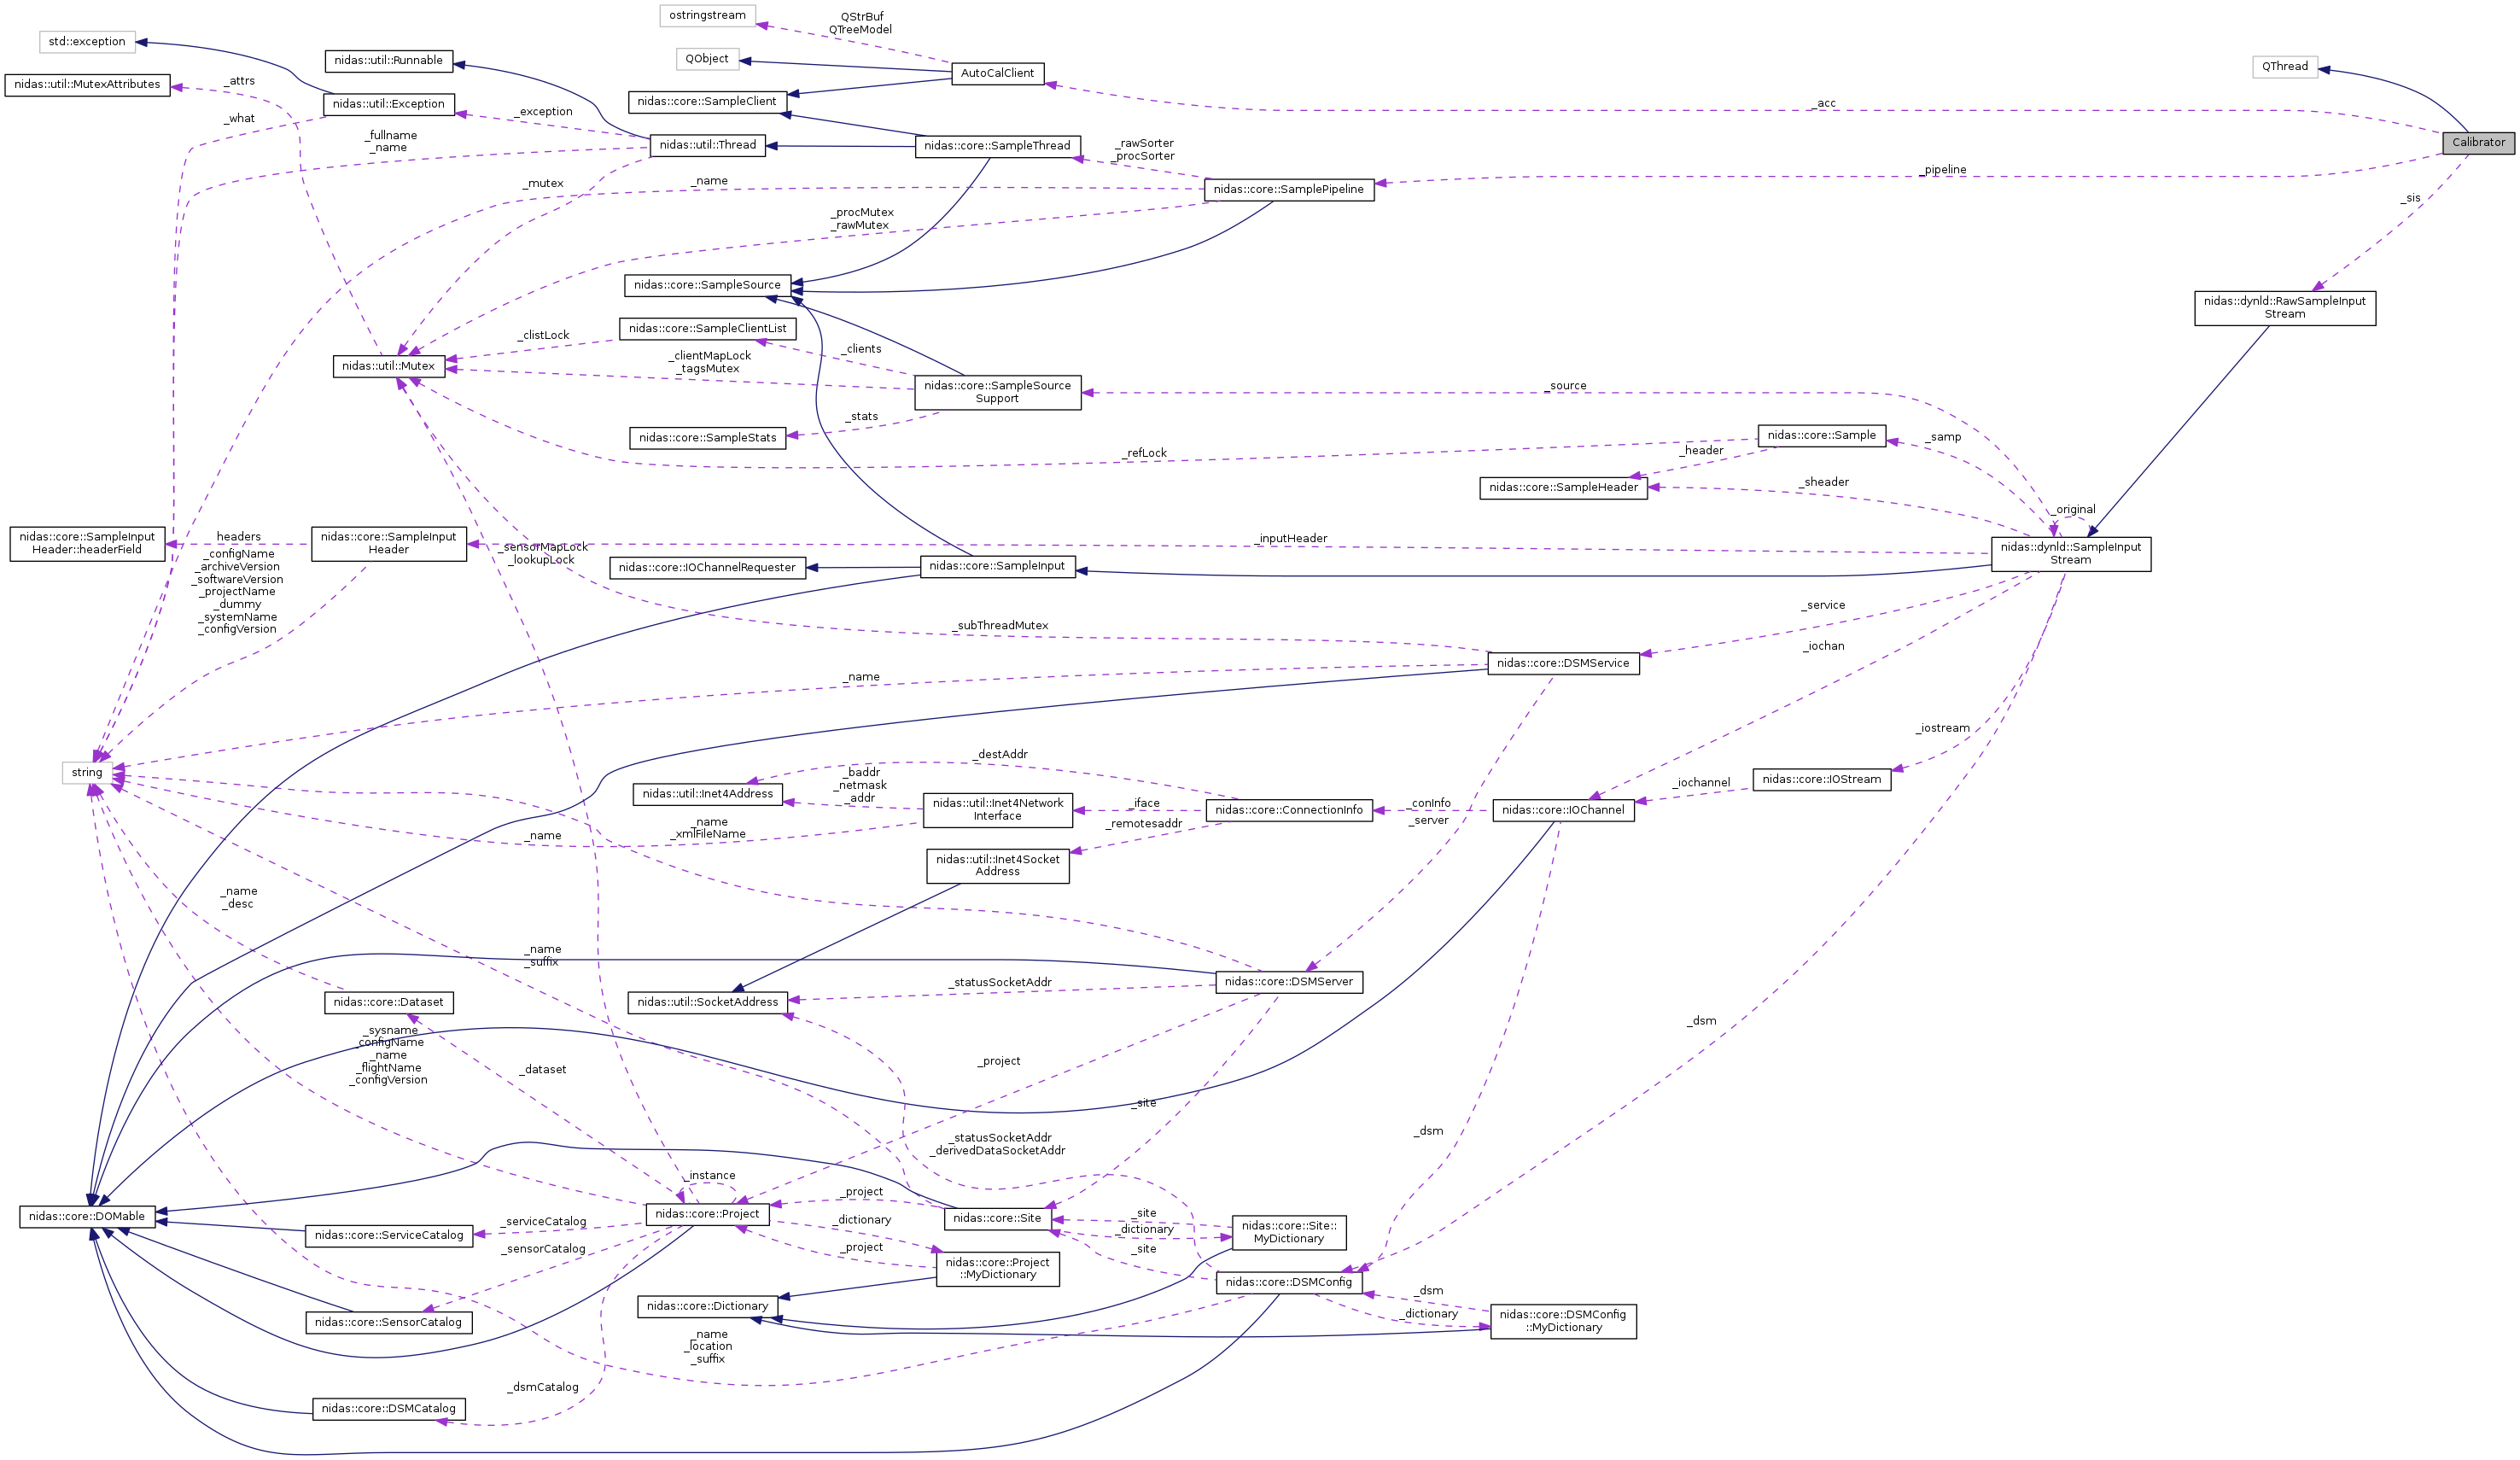 ostringstream
QStrBuf
QTreeModel
std::exception
nidas::util::Runnable
QObject
AutoCalClient
QThread
nidas::util::MutexAttributes
_attrs
nidas::util::Exception
nidas::core::SampleClient
_acc
_what
_exception
_fullname
_name
nidas::util::Thread
nidas::core::SampleThread
_rawSorter
_procSorter
Calibrator
_mutex
_name
nidas::core::SamplePipeline
_pipeline
_sis
_procMutex
_rawMutex
nidas::core::SampleSource
nidas::dynld::RawSampleInput
Stream
nidas::core::SampleClientList
_clistLock
_clients
_clientMapLock
_tagsMutex
nidas::util::Mutex
nidas::core::SampleSource
Support
_source
_stats
nidas::core::SampleStats
nidas::core::Sample
_samp
_refLock
_header
_sheader
nidas::core::SampleHeader
_original
nidas::core::SampleInput
Header::headerField
headers
nidas::core::SampleInput
Header
_inputHeader
nidas::dynld::SampleInput
Stream
_configName
_archiveVersion
_softwareVersion
_projectName
_dummy
_systemName
_configVersion
_sensorMapLock
_lookupLock
nidas::core::IOChannelRequester
nidas::core::SampleInput
_service
_subThreadMutex
_iochan
nidas::core::DSMService
_name
_iostream
string
_destAddr
nidas::util::Inet4Address
_baddr
_netmask
_addr
nidas::util::Inet4Network
Interface
_iface
nidas::core::ConnectionInfo
_conInfo
_server
nidas::core::IOChannel
_iochannel
nidas::core::IOStream
_name
_name
_xmlFileName
_remotesaddr
nidas::util::Inet4Socket
Address
_name
_desc
_name
_suffix
nidas::core::Dataset
nidas::util::SocketAddress
_statusSocketAddr
nidas::core::DSMServer
_dsm
_sysname
_configName
_name
_flightName
_configVersion
_dataset
_project
_site
_dsm
_statusSocketAddr
_derivedDataSocketAddr
_instance
nidas::core::DOMable
nidas::core::ServiceCatalog
_serviceCatalog
_sensorCatalog
nidas::core::Project
_project
_dictionary
_project
nidas::core::Site
_site
_dictionary
_site
nidas::core::Site::
MyDictionary
nidas::core::Project
::MyDictionary
nidas::core::DSMConfig
nidas::core::SensorCatalog
nidas::core::Dictionary
_dsm
_dictionary
nidas::core::DSMConfig
::MyDictionary
_name
_location
_suffix
_dsmCatalog
nidas::core::DSMCatalog